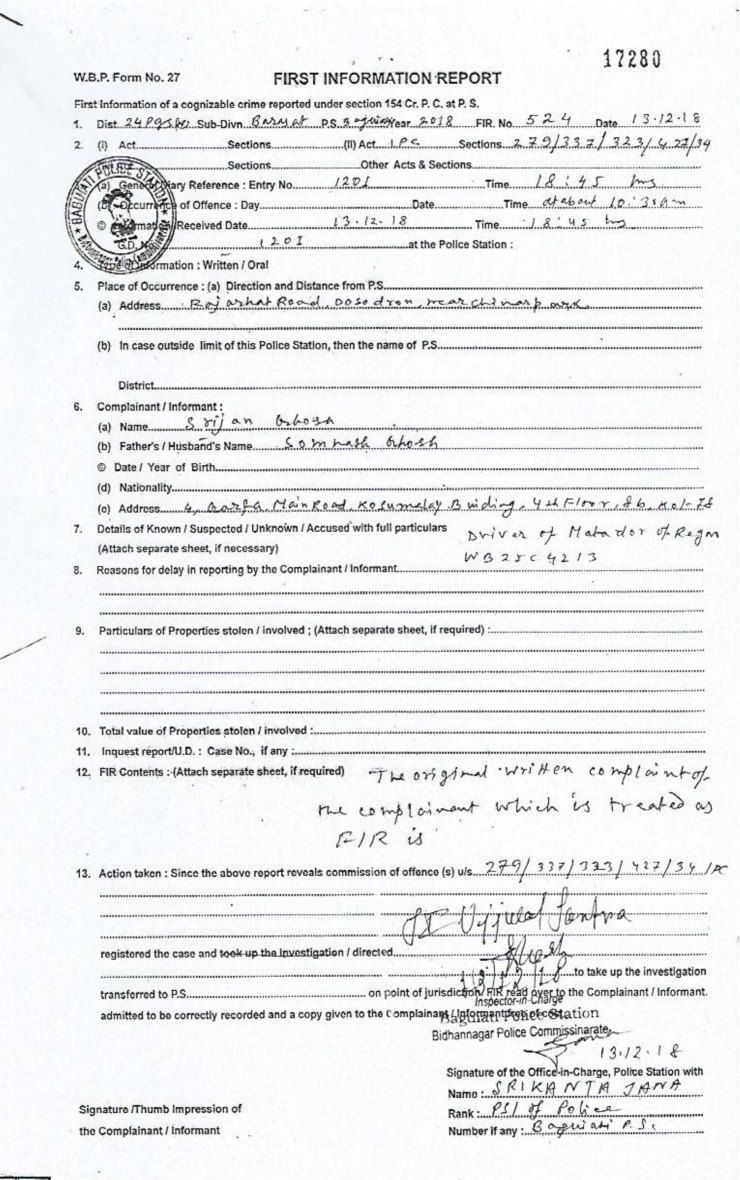 17280
W.B.P. Form No. 27 FIRST INFORMATION REPORT
First Information of a cognizable crime reported under section 154 Cr. P. C. at P. S.
1. Dist 24 Pgs Sub-Divn. Barasat P.S. Year 2018 FIR. No. 524 Date 13.12.18
2. (i) Act Sections (II) Act. I.PC Sections 279/337/323/427/34
Sections Other Acts & Sections
(a) General Diary Reference : Entry No. 1201 Time 18:45 hrs
(b) Occurrence of Offence : Day Date Time at about 10:30am
© Information Received Date 13.12.18 Time 18:45 hrs
G.D. No. 1201 at the Police Station :
BAGUIATI POLICE STATION
4. Information : Written / Oral
5. Place of Occurrence : (a) Direction and Distance from P.S.
(a) Address Rajarhat Road, Dosodron, near chinarpark
(b) In case outside limit of this Police Station, then the name of P.S.
District
6. Complainant / Informant :
(a) Name Srijan Ghosh
(b) Father's / Husband's Name Somnath Ghosh
© Date / Year of Birth
(d) Nationality
(e) Address 4, Garfa Main Road, Kosumalay Building, 4th Floor, Kol-78
7. Details of Known / Suspected / Unknown / Accused with full particulars Driver of Matador of Regn
(Attach separate sheet, if necessary) WB25C4213
8. Reasons for delay in reporting by the Complainant / Informant
9. Particulars of Properties stolen / involved ; (Attach separate sheet, if required) :
10. Total value of Properties stolen / involved :
11. Inquest report/U.D. : Case No., if any :
12. FIR Contents : (Attach separate sheet, if required) The original written complaint of
the complainant which is treated as
FIR is
13. Action taken : Since the above report reveals commission of offence (s) u/s. 279/337/323/427/34 IPC
registered the case and took up the investigation / directed
13/12/18 to take up the investigation
transferred to P.S. on point of jurisdiction. FIR read over to the Complainant / Informant.
Inspector-in-Charge
admitted to be correctly recorded and a copy given to the Complainant / Informant free of cost.
Baguiati Police Station
Bidhannagar Police Commissinarate
13.12.18
Signature of the Office-in-Charge, Police Station with
Name : SRIKANTA JANA
Signature /Thumb Impression of Rank : PSI of Police
the Complainant / Informant Number if any : Baguiati P.S.